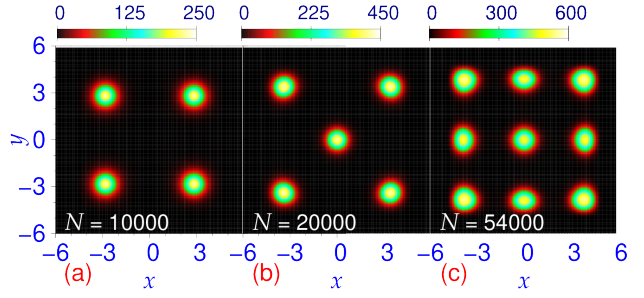 0 125 250 0 225 450 0 300 600
6
3
0
−3
−6
y
N = 10000 N = 20000 N = 54000
−6 −3 0 3 −6 −3 0 3 −6 −3 0 3 6
(a) x (b) x (c) x